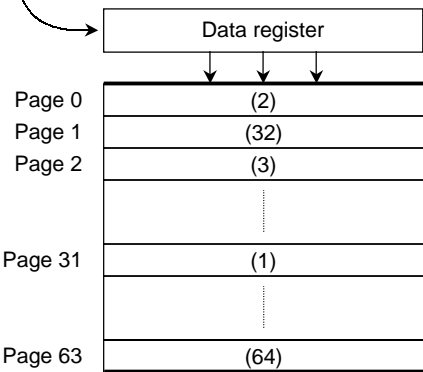 Data register
Page 0 (2)
Page 1 (32)
Page 2 (3)
Page 31 (1)
Page 63 (64)